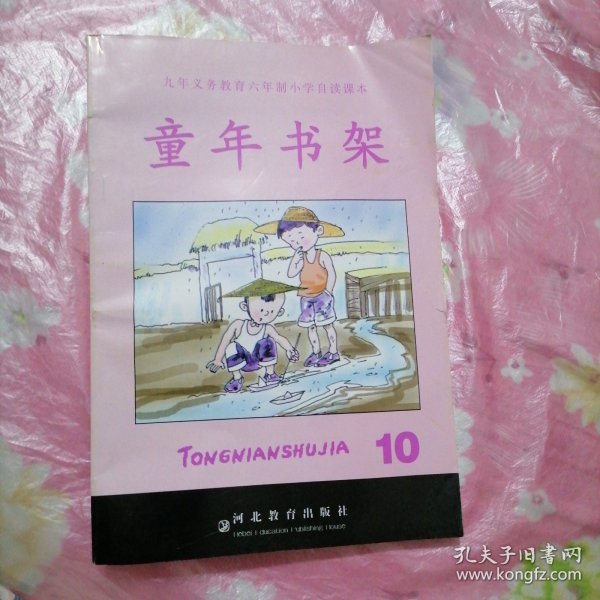 九年义务教育六年制小学自读课本
童年书架
TONGNIANSHUJIA 10
河北教育出版社
Hebei Education Publishing House
孔夫子旧书网
www.kongfz.com